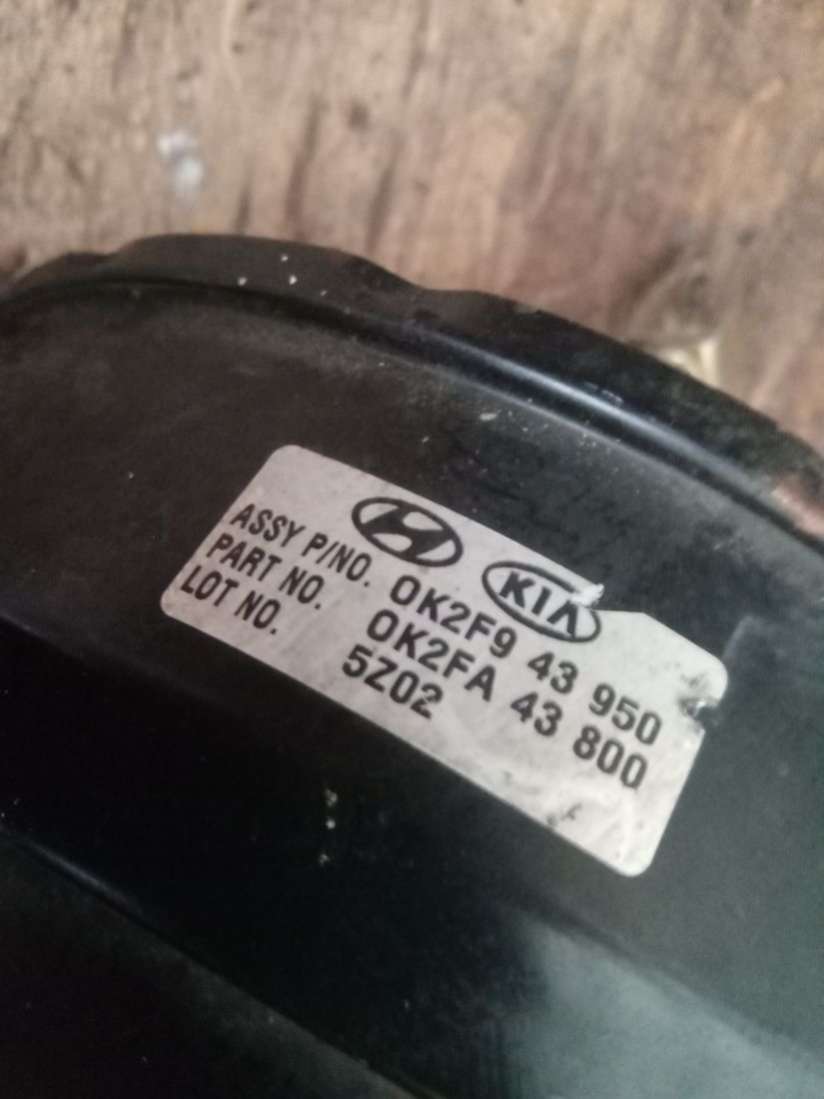 KIA
ASSY P/NO. 0K2F9 43 950
PART NO. 0K2FA 43 800
LOT NO. 5Z02